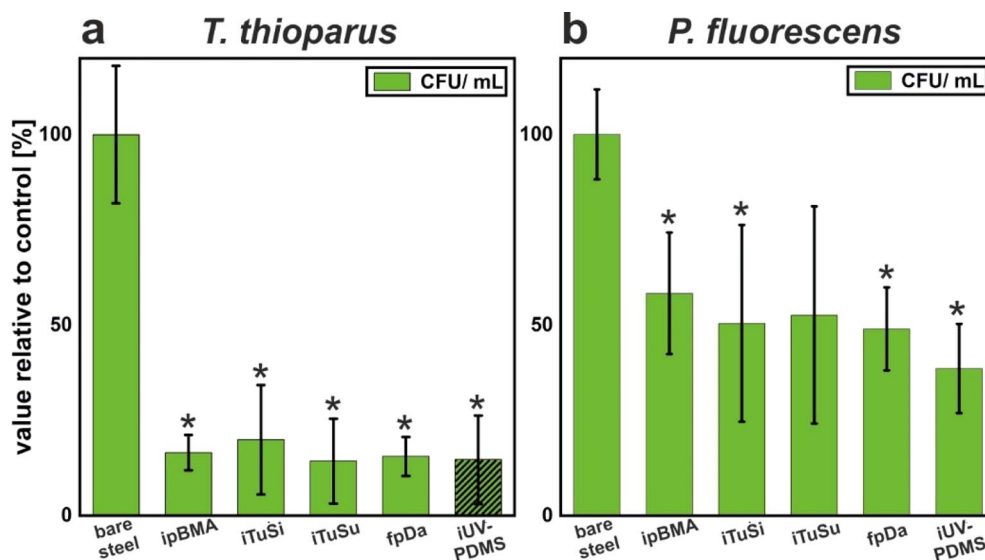 a T. thioparus
b P. fluorescens
CFU/ mL
CFU/ mL
value relative to control [%]
100
50
0
100
50
0
*
*
*
*
*
*
*
*
*
bare steel
ipBMA
iTuSi
iTuSu
fpDa
iUV-
PDMS
bare steel
ipBMA
iTuSi
iTuSu
fpDa
iUV-
PDMS